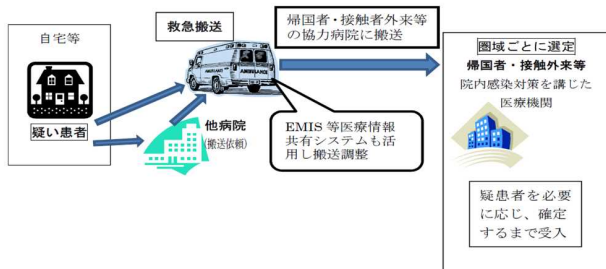 自宅等
疑い患者
救急搬送
AMBULANCE
他病院
(搬送依頼)
EMIS 等医療情報
共有システムも活
用し搬送調整
帰国者・接触者外来等
の協力病院に搬送
圏域ごとに選定
帰国者・接触外来等
院内感染対策を講じた
医療機関
疑患者を必要
に応じ、確定
するまで受入